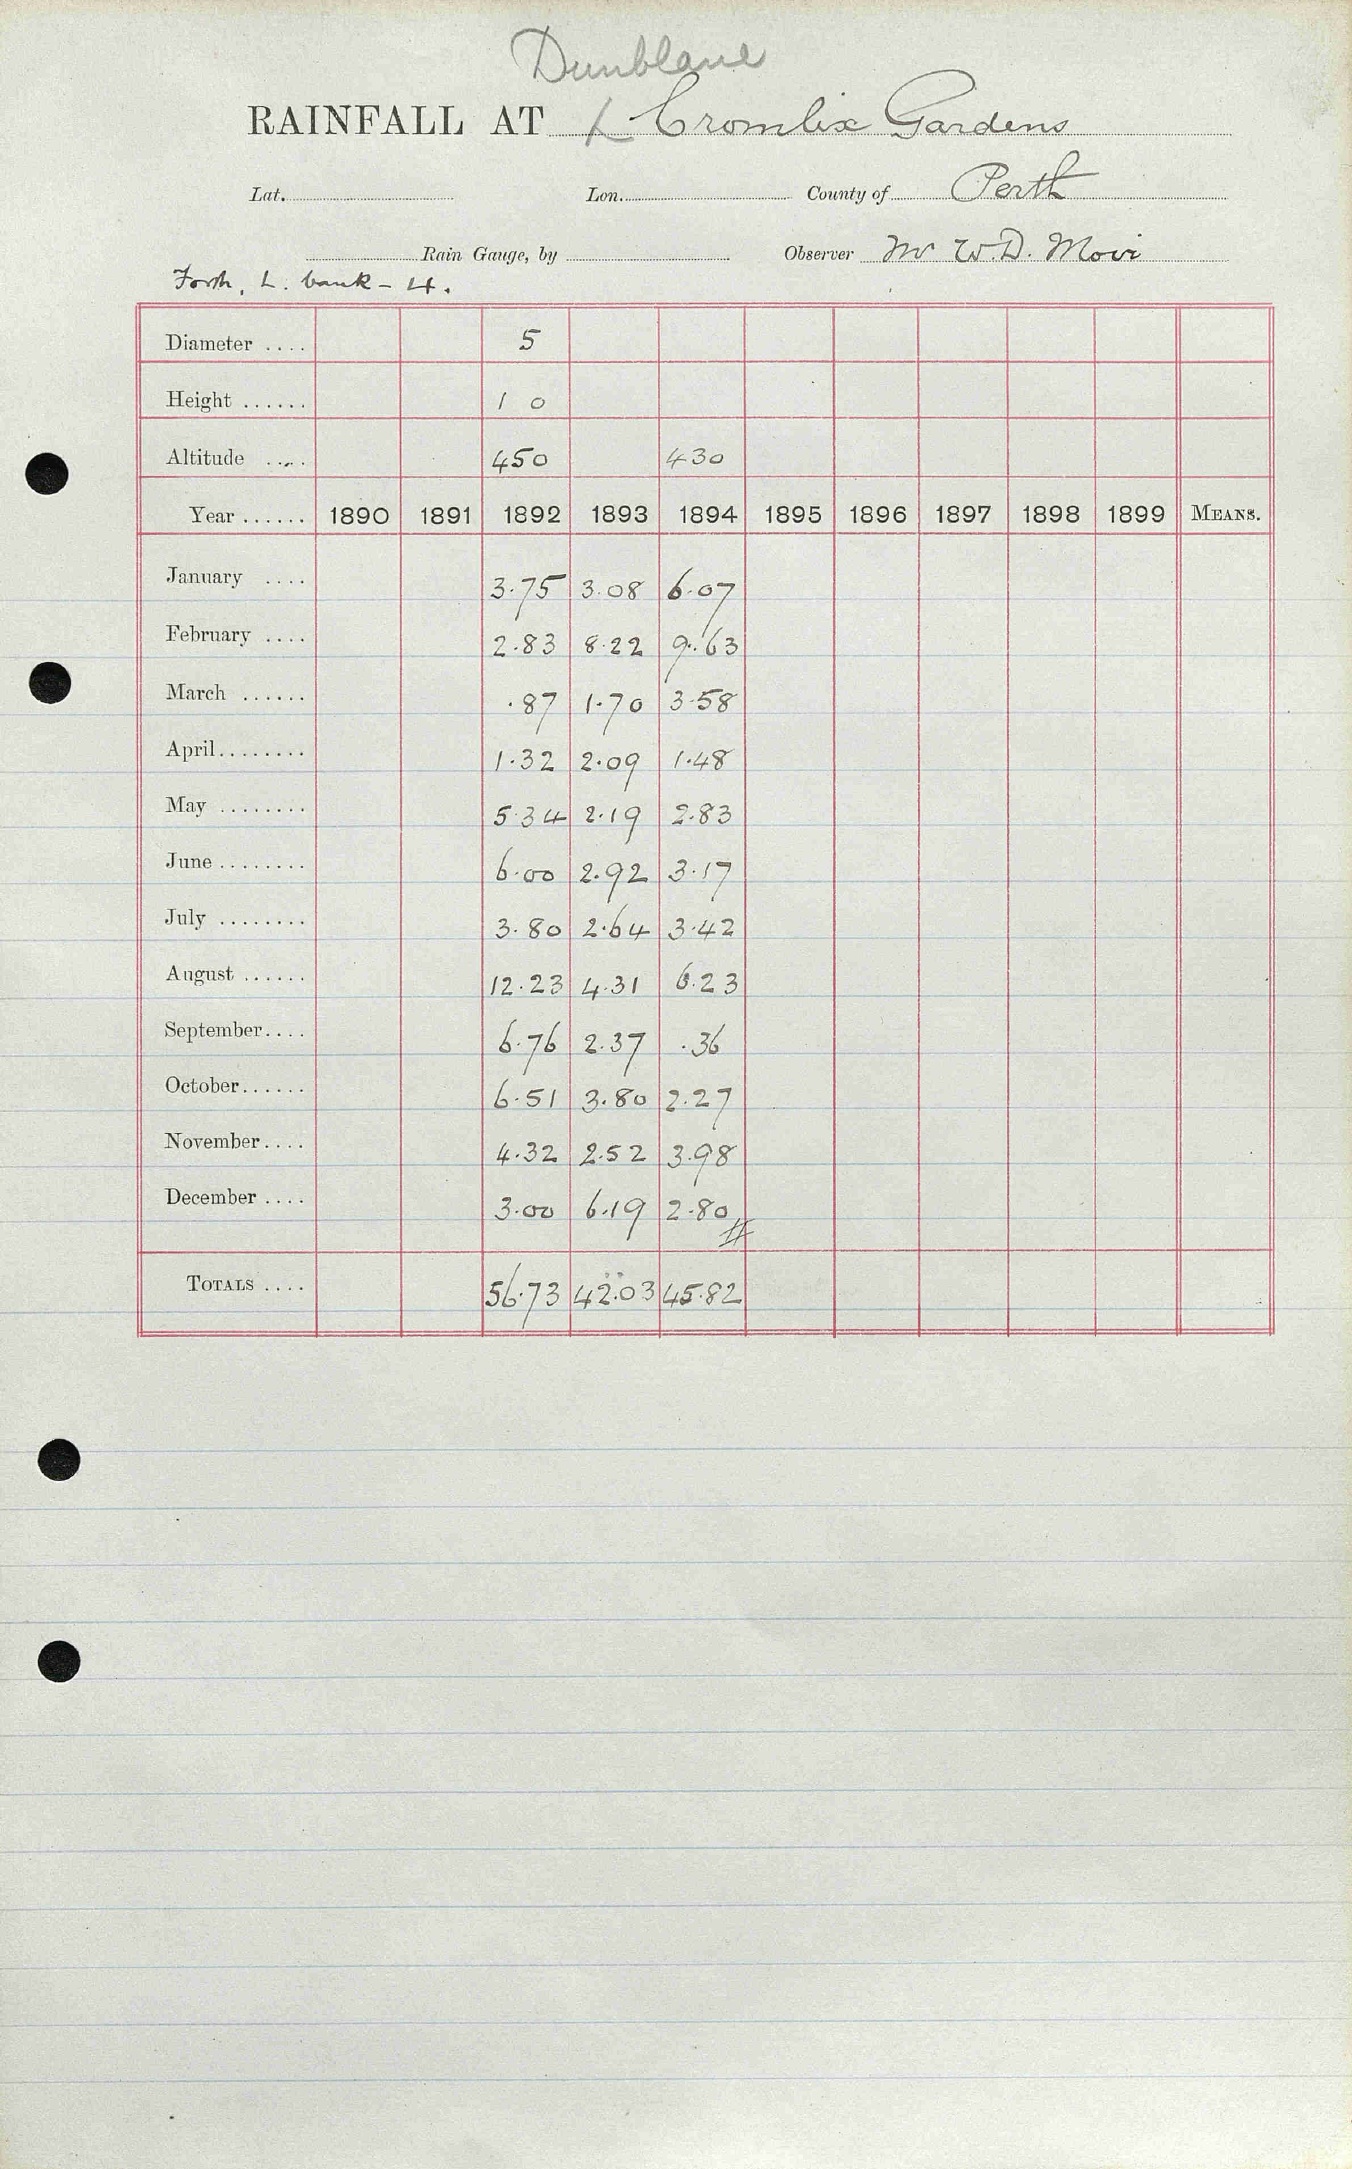 Dunblane
RAINFALL AT Cromlix Gardens
Lat. Lon. County of Perth
Rain Gauge, by Observer Mr W.D. Movi
Forth, L. bank - 4.
Diameter .... 5
Height ...... 1 0
Altitude .... 450 430
Year ...... 1890 1891 1892 1893 1894 1895 1896 1897 1898 1899 MEANS.
January .... 3.75 3.08 6.07
February .... 2.83 8.22 9.63
March ...... .87 1.70 3.58
April........ 1.32 2.09 1.48
May ........ 5.34 2.19 2.83
June ........ 6.00 2.92 3.17
July ........ 3.80 2.64 3.42
August ...... 12.23 4.31 6.23
September.... 6.76 2.37 .36
October...... 6.51 3.80 2.27
November.... 4.32 2.52 3.98
December .... 3.00 6.19 2.80 #
TOTALS .... 56.73 42.03 45.82